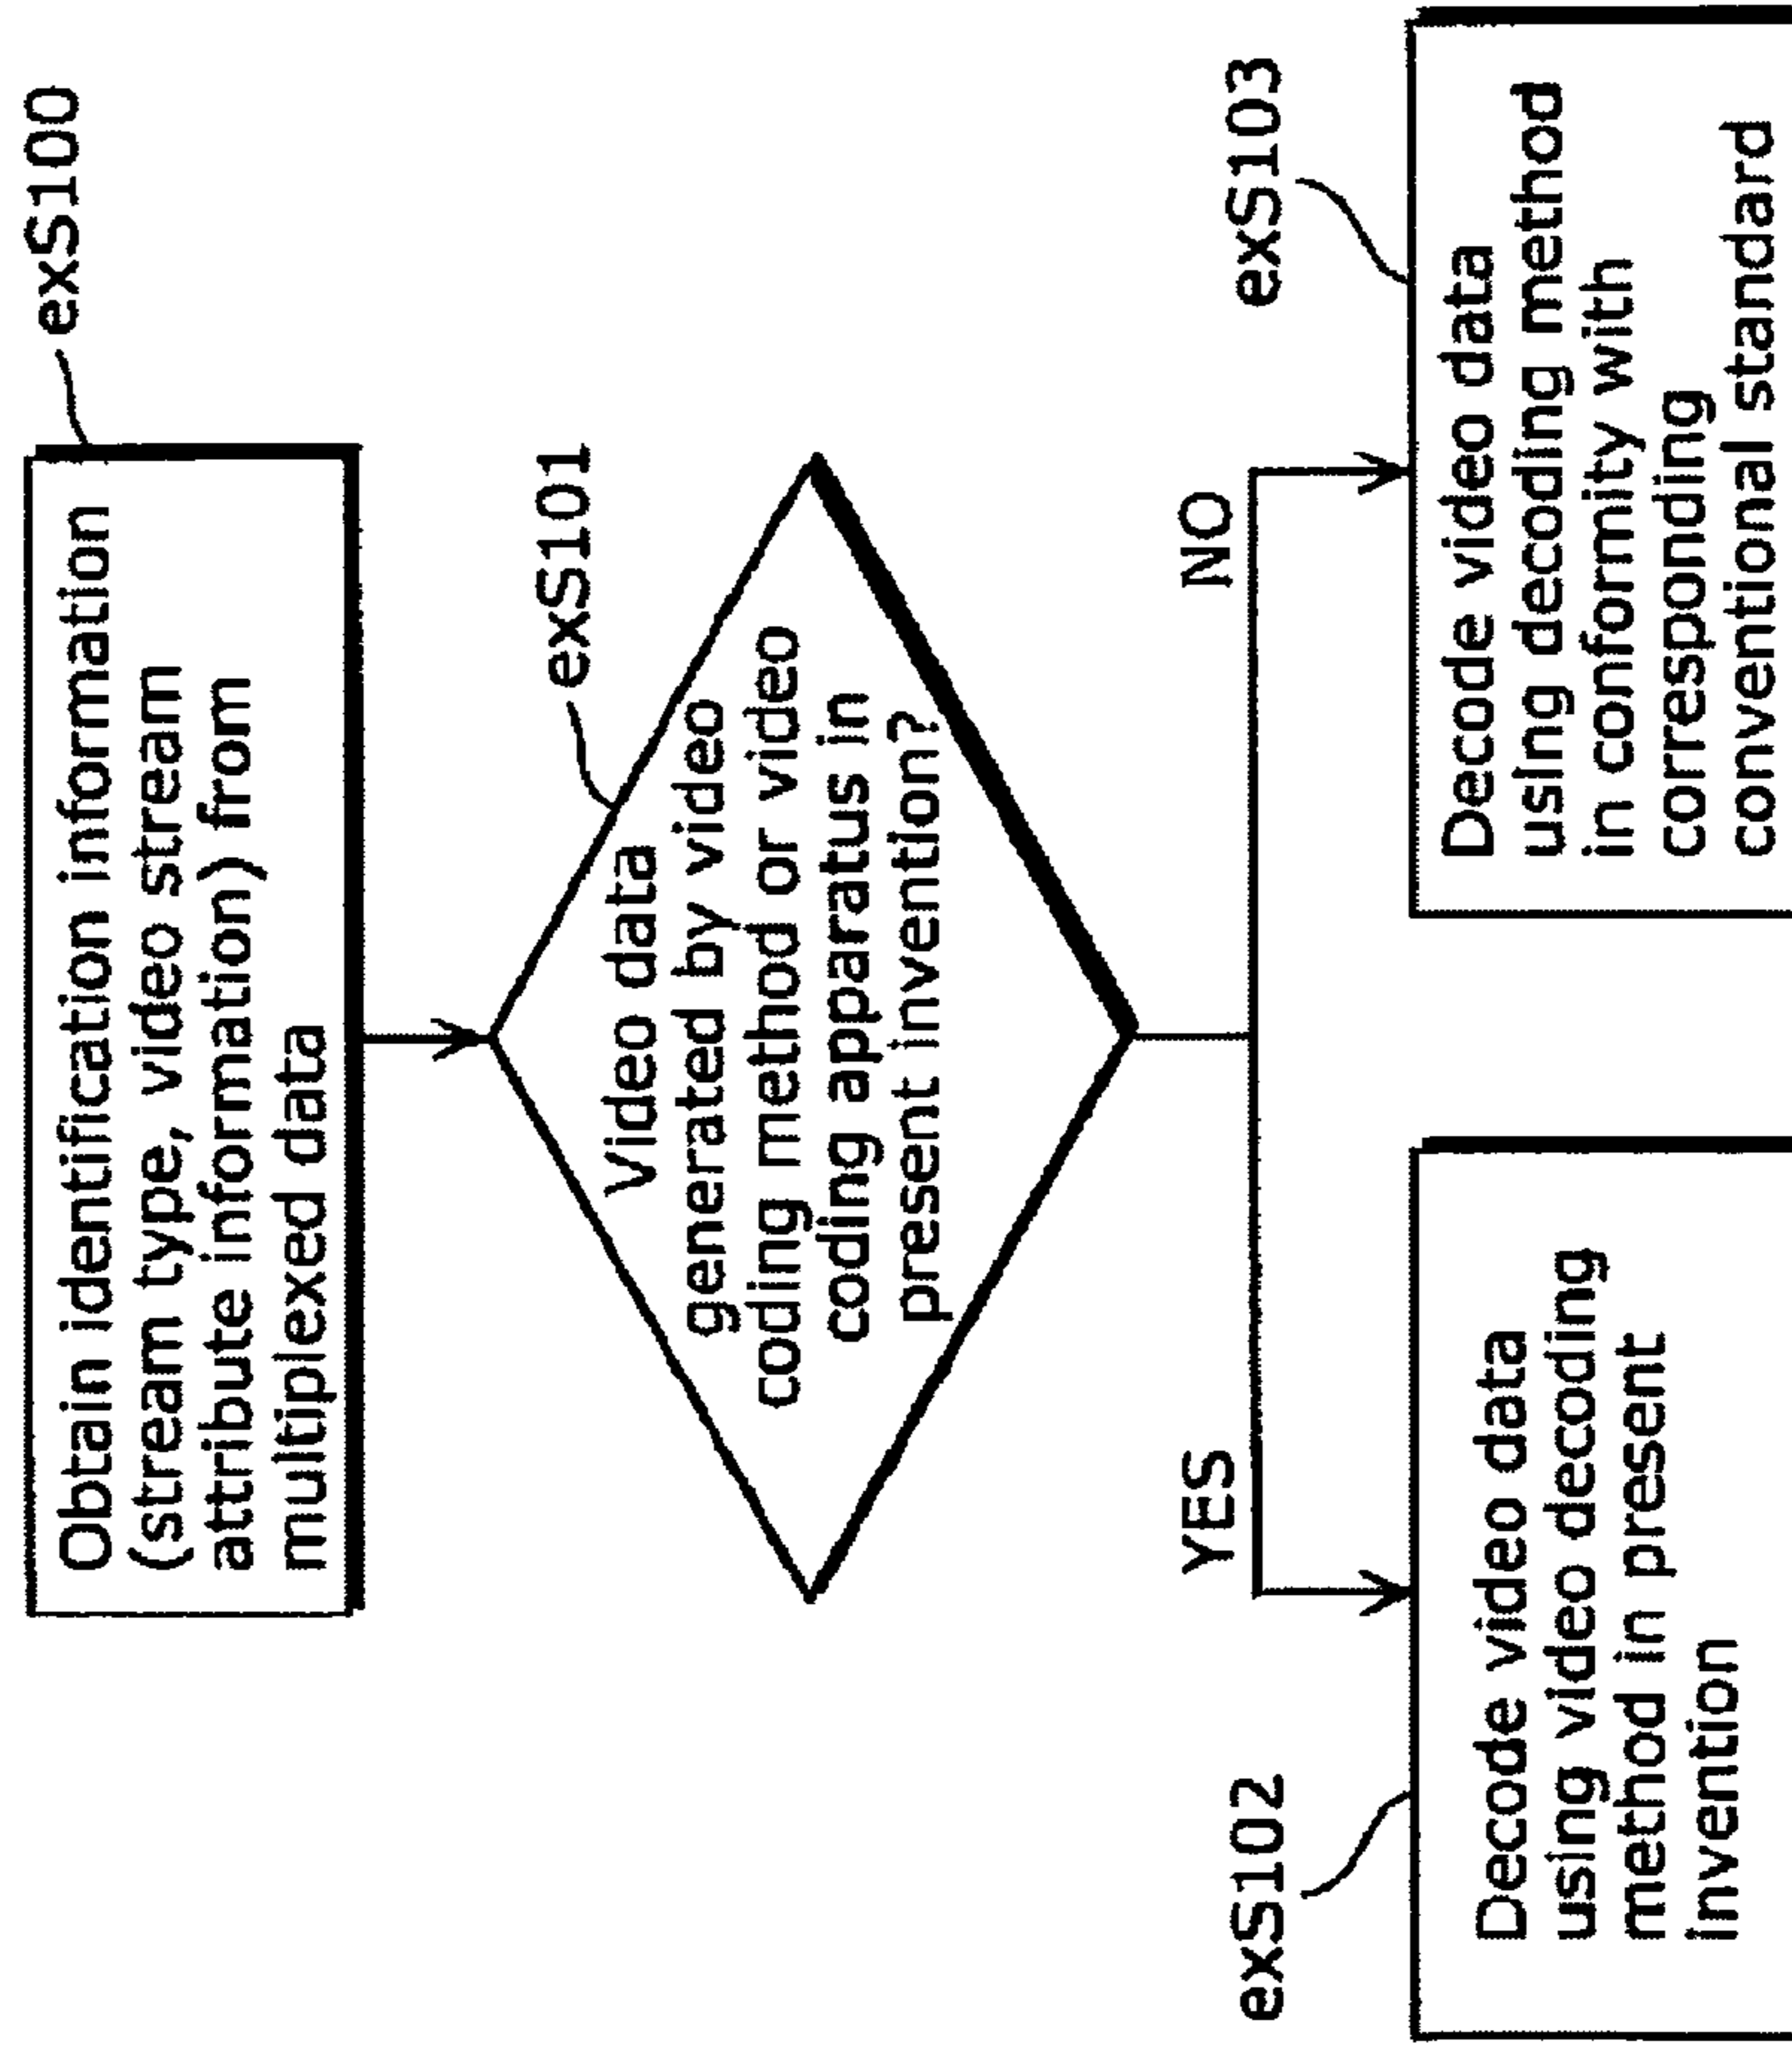 exS100
Obtain identification information
(stream type, video stream
attribute information) from
multiplexed data
exS101
Video data
generated by video
coding method or video
coding apparatus in
present invention?
YES
NO
exS102
Decode video data
using video decoding
method in present
invention
exS103
Decode video data
using decoding method
in conformity with
corresponding
conventional standard